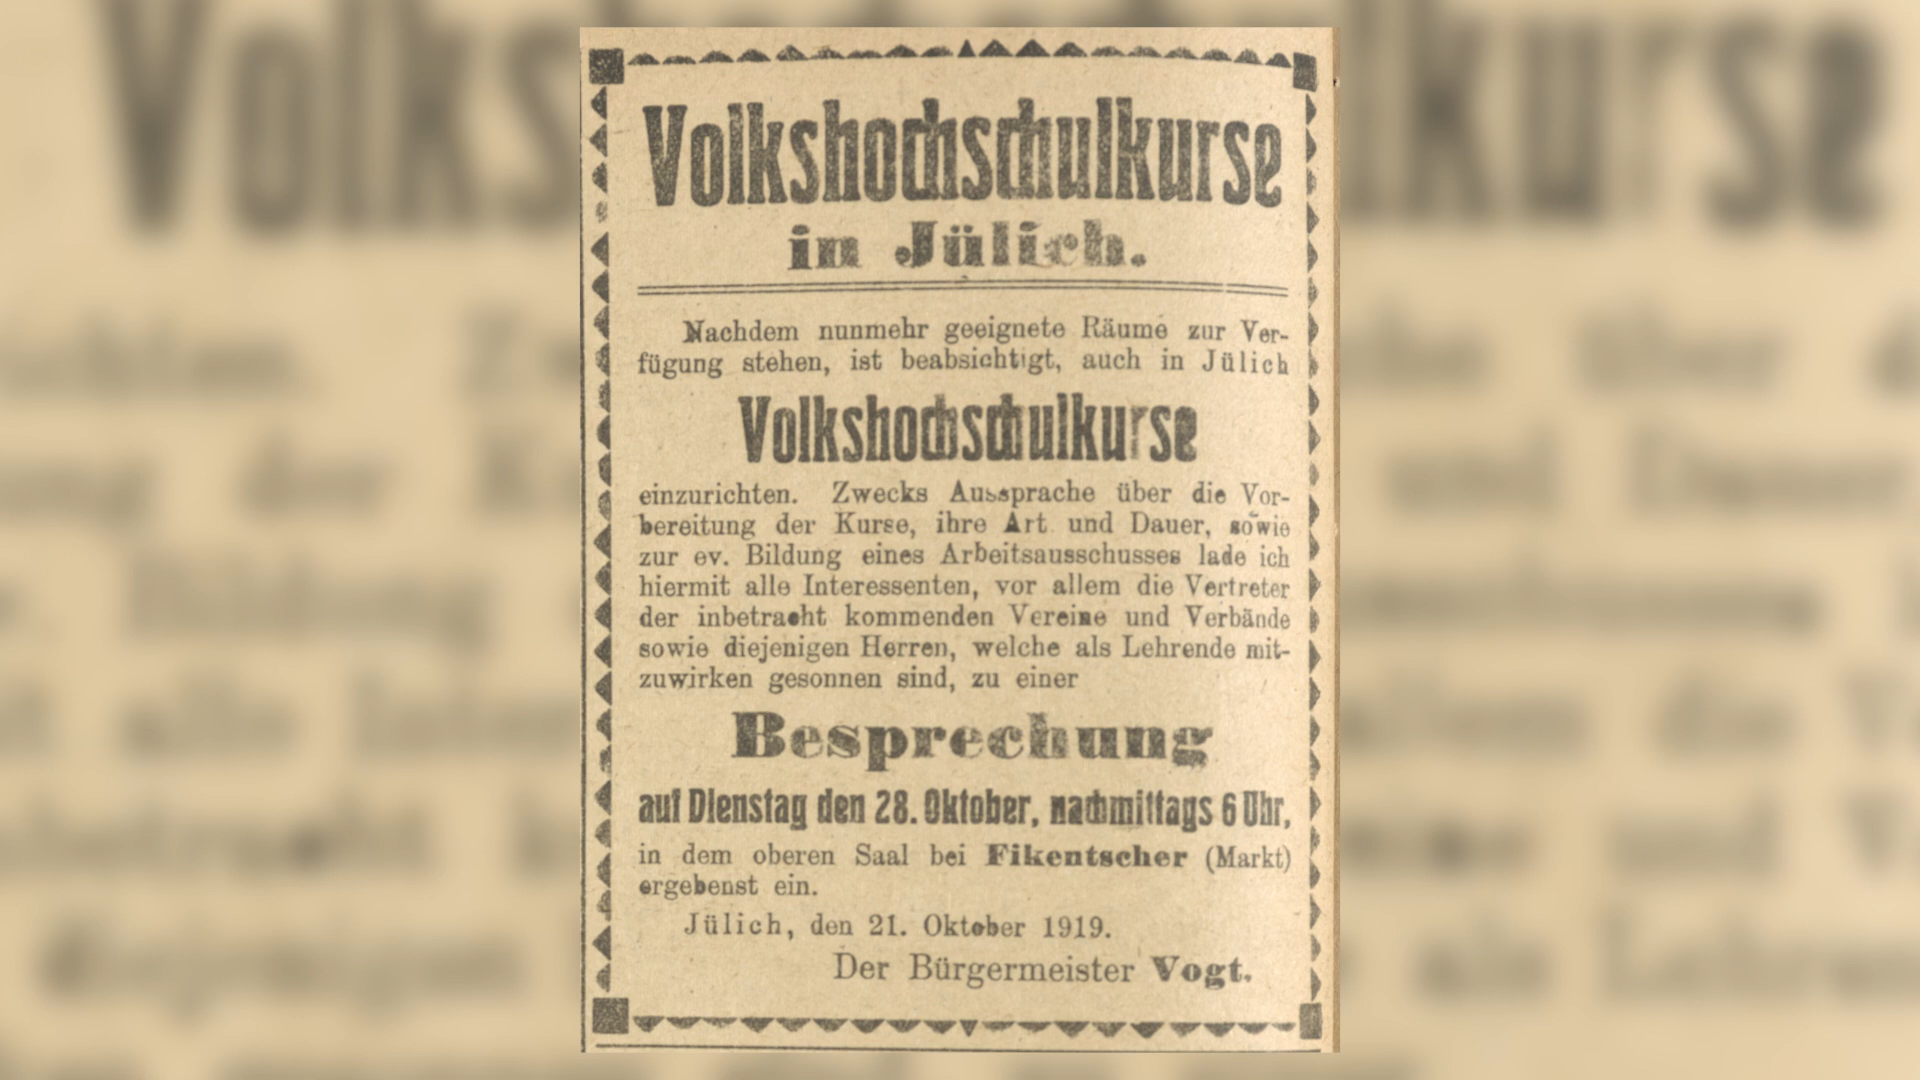 Volkshochschulkurse
in Jülich.
Nachdem nunmehr geeignete Räume zur Ver-
fügung stehen, ist beabsichtigt, auch in Jülich
Volkshochschulkurse
einzurichten. Zwecks Aussprache über die Vor-
bereitung der Kurse, ihre Art und Dauer, sowie
zur ev. Bildung eines Arbeitsausschusses lade ich
hiermit alle Interessenten, vor allem die Vertreter
der inbetracht kommenden Vereine und Verbände
sowie diejenigen Herren, welche als Lehrende mit-
zuwirken gesonnen sind, zu einer
Besprechung
auf Dienstag den 28. Oktober, nachmittags 6 Uhr,
in dem oberen Saal bei Fikentscher (Markt)
ergebenst ein.
Jülich, den 21. Oktober 1919.
Der Bürgermeister Vogt.